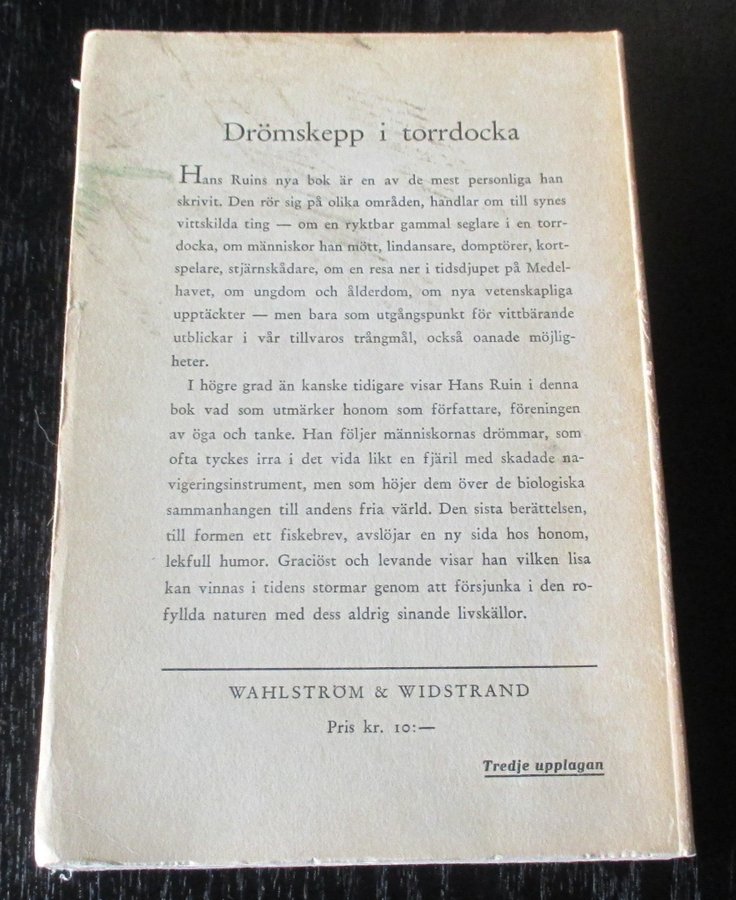 Drömskepp i torrdocka
Hans Ruins nya bok är en av de mest personliga han
skrivit. Den rör sig på olika områden, handlar om till synes
vittskilda ting — om en ryktbar gammal seglare i en torr-
docka, om människor han mött, lindansare, domptörer, kort-
spelare, stjärnskådare, om en resa ner i tidsdjupet på Medel-
havet, om ungdom och ålderdom, om nya vetenskapliga
upptäckter — men bara som utgångspunkt för vittbärande
utblickar i vår tillvaros trångmål, också oanade möjlig-
heter.
I högre grad än kanske tidigare visar Hans Ruin i denna
bok vad som utmärker honom som författare, föreningen
av öga och tanke. Han följer människornas drömmar, som
ofta tyckes irra i det vida likt en fjäril med skadade na-
vigeringsinstrument, men som höjer dem över de biologiska
sammanhangen till andens fria värld. Den sista berättelsen,
till formen ett fiskebrev, avslöjar en ny sida hos honom,
lekfull humor. Graciöst och levande visar han vilken lisa
kan vinnas i tidens stormar genom att försjunka i den ro-
fyllda naturen med dess aldrig sinande livskällor.
WAHLSTRÖM & WIDSTRAND
Pris kr. 10:—
Tredje upplagan